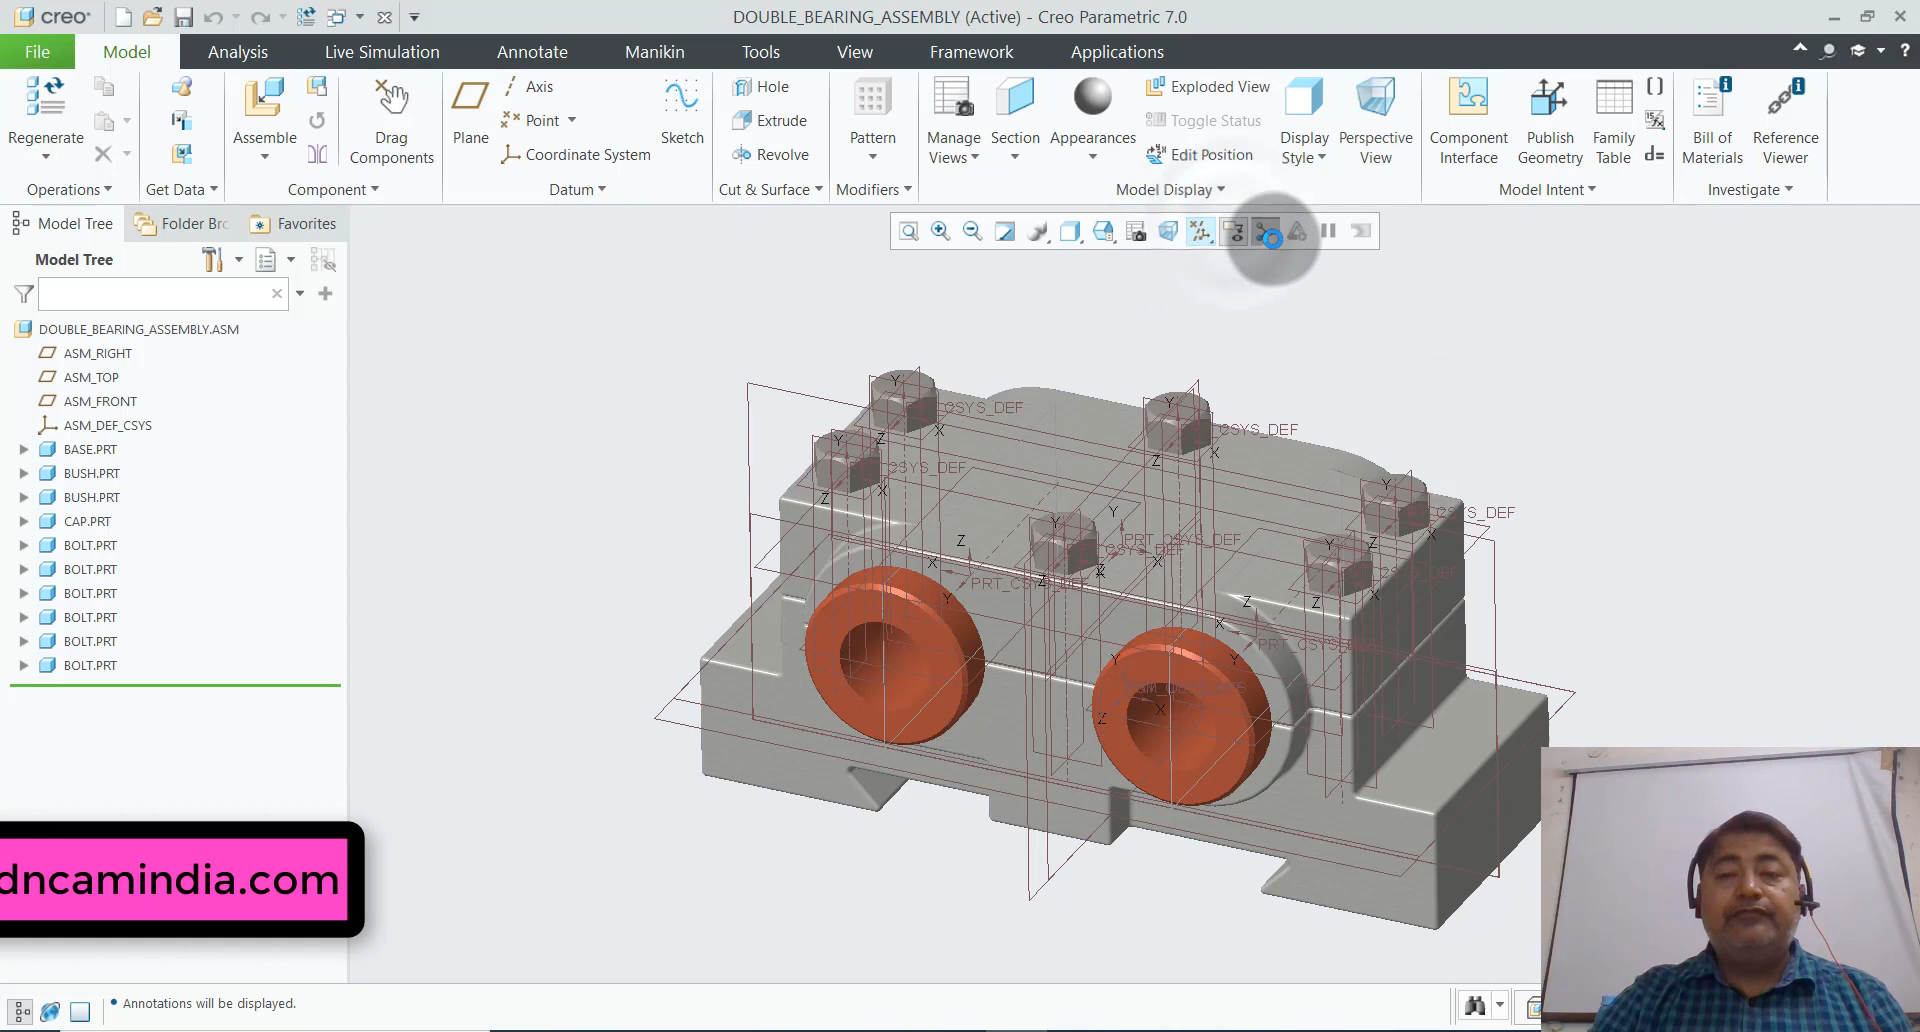 creo
DOUBLE_BEARING_ASSEMBLY (Active) - Creo Parametric 7.0
File
Model
Analysis
Live Simulation
Annotate
Manikin
Tools
View
Framework
Applications
Regenerate
Operations
Get Data
Assemble
Drag Components
Component
Plane
Axis
Point
Coordinate System
Sketch
Datum
Hole
Extrude
Revolve
Cut & Surface
Pattern
Modifiers
Manage Views
Section
Appearances
Exploded View
Toggle Status
Edit Position
Display Style
Perspective View
Model Display
Component Interface
Publish Geometry
Family Table
Model Intent
Bill of Materials
Reference Viewer
Investigate
Model Tree
Folder Bro
Favorites
Model Tree
DOUBLE_BEARING_ASSEMBLY.ASM
ASM_RIGHT
ASM_TOP
ASM_FRONT
ASM_DEF_CSYS
BASE.PRT
BUSH.PRT
BUSH.PRT
CAP.PRT
BOLT.PRT
BOLT.PRT
BOLT.PRT
BOLT.PRT
BOLT.PRT
BOLT.PRT
CSYS_DEF
CSYS_DEF
CSYS_DEF
CSYS_DEF
PRT_CSYS_DEF
CSYS_DEF
PRT_CSYS_DEF
PRT_CSYS_DEF
dncamindia.com
Annotations will be displayed.